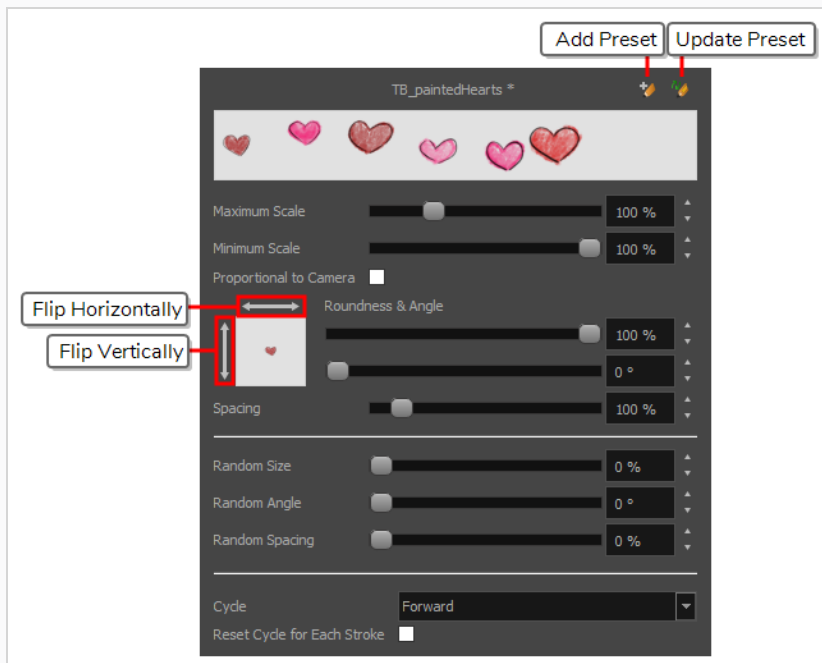 Add Preset
Update Preset
TB_paintedHearts *
Maximum Scale
100 %
Minimum Scale
100 %
Proportional to Camera
Flip Horizontally
Roundness & Angle
100 %
Flip Vertically
0 °
Spacing
100 %
Random Size
0 %
Random Angle
0 °
Random Spacing
0 %
Cycle
Forward
Reset Cycle for Each Stroke